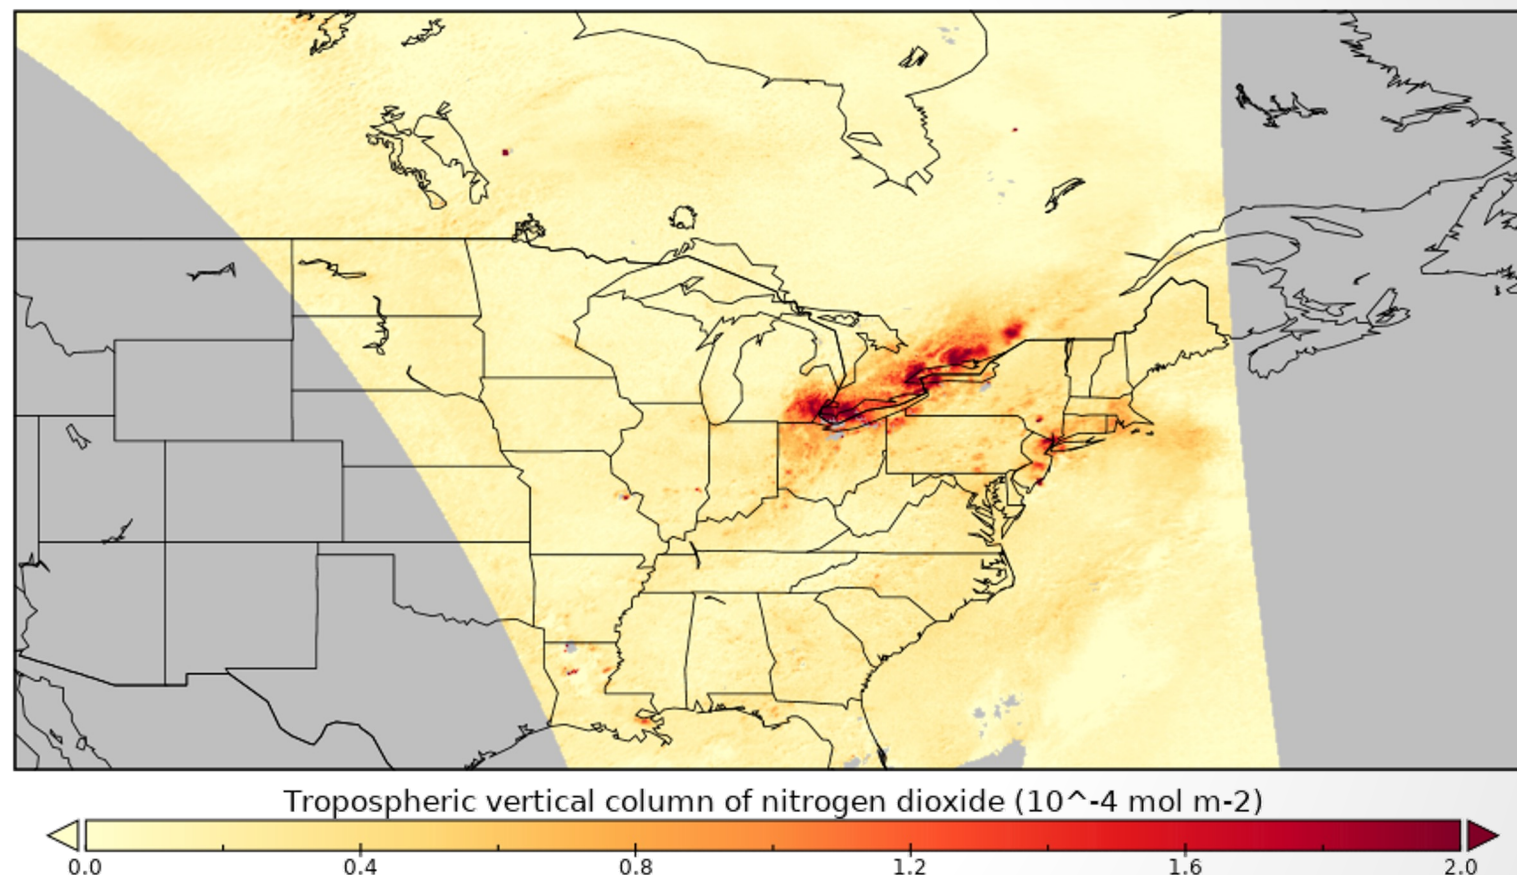 Tropospheric vertical column of nitrogen dioxide (10^-4 mol m-2)
0.0 0.4 0.8 1.2 1.6 2.0